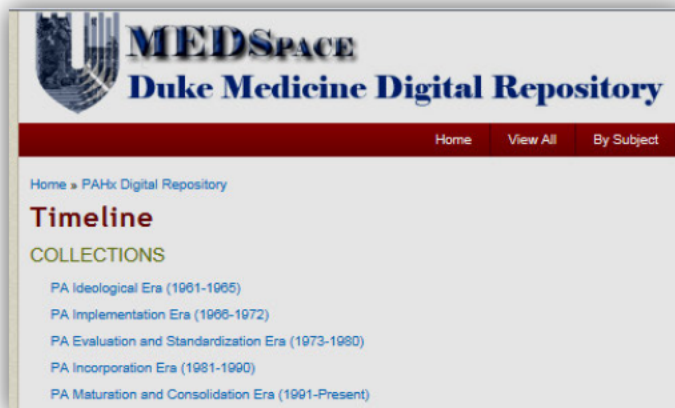 MEDSPACE
Duke Medicine Digital Repository
Home View All By Subject
Home » PAHx Digital Repository
Timeline
COLLECTIONS
PA Ideological Era (1961-1965)
PA Implementation Era (1966-1972)
PA Evaluation and Standardization Era (1973-1980)
PA Incorporation Era (1981-1990)
PA Maturation and Consolidation Era (1991-Present)